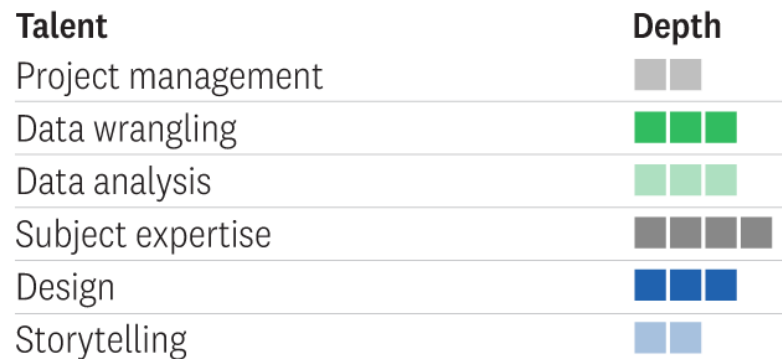 Talent Depth
Project management
Data wrangling
Data analysis
Subject expertise
Design
Storytelling